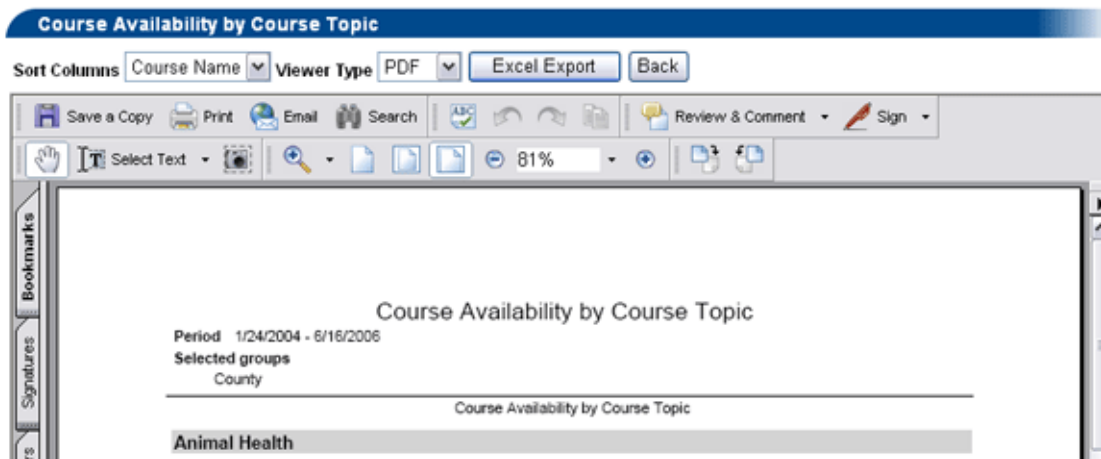 Course Availability by Course Topic
Sort Columns Course Name Viewer Type PDF Excel Export Back
Save a Copy Print Email Search ABC Review & Comment Sign
T Select Text 81%
Bookmarks
Signatures
Course Availability by Course Topic
Period 1/24/2004 - 6/16/2006
Selected groups
County
Course Availability by Course Topic
Animal Health